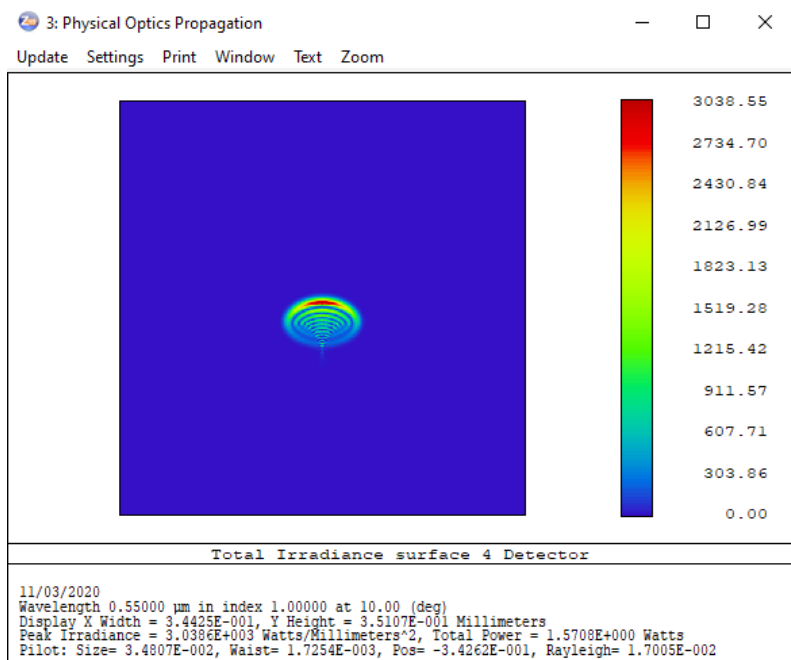 3: Physical Optics Propagation
Update Settings Print Window Text Zoom
3038.55
2734.70
2430.84
2126.99
1823.13
1519.28
1215.42
911.57
607.71
303.86
0.00
Total Irradiance surface 4 Detector
11/03/2020
Wavelength 0.55000 µm in index 1.00000 at 10.00 (deg)
Display X Width = 3.4425E-001, Y Height = 3.5107E-001 Millimeters
Peak Irradiance = 3.0386E+003 Watts/Millimeters^2, Total Power = 1.5708E+000 Watts
Pilot: Size= 3.4807E-002, Waist= 1.7254E-003, Pos= -3.4262E-001, Rayleigh= 1.7005E-002